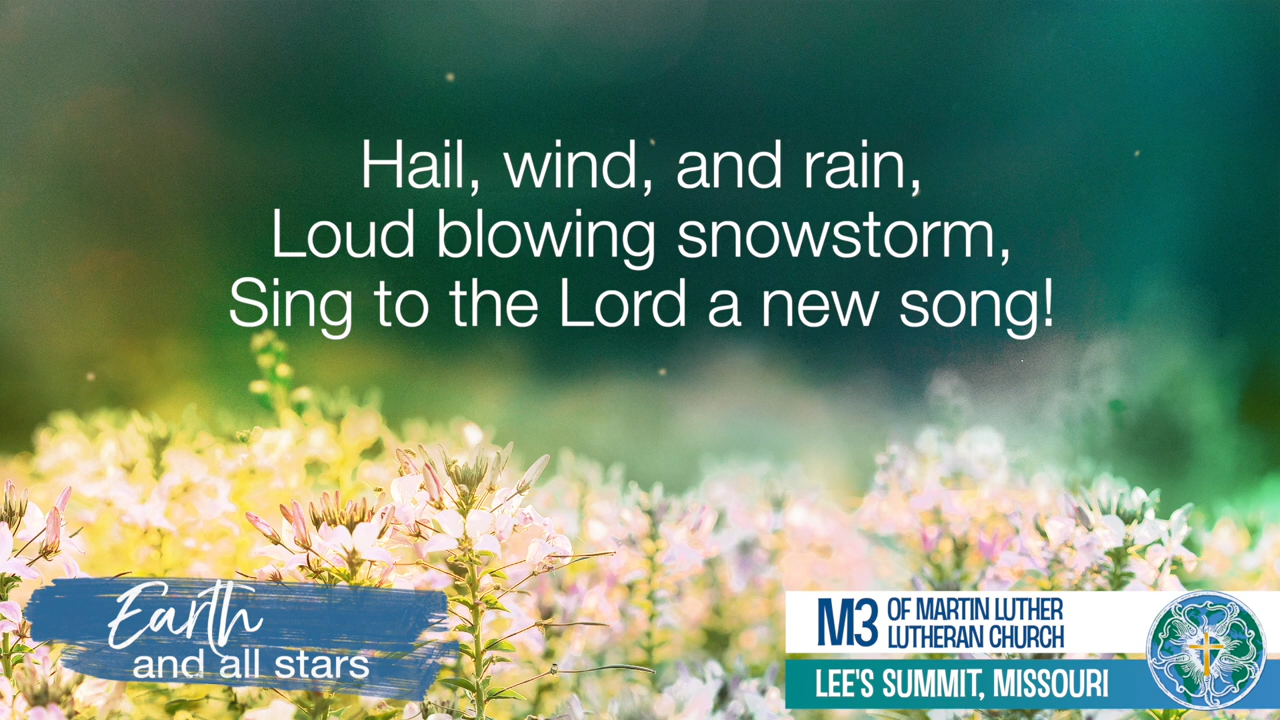 Hail, wind, and rain,
Loud blowing snowstorm,
Sing to the Lord a new song!
Earth
and all stars
M3 OF MARTIN LUTHER
LUTHERAN CHURCH
LEE'S SUMMIT, MISSOURI